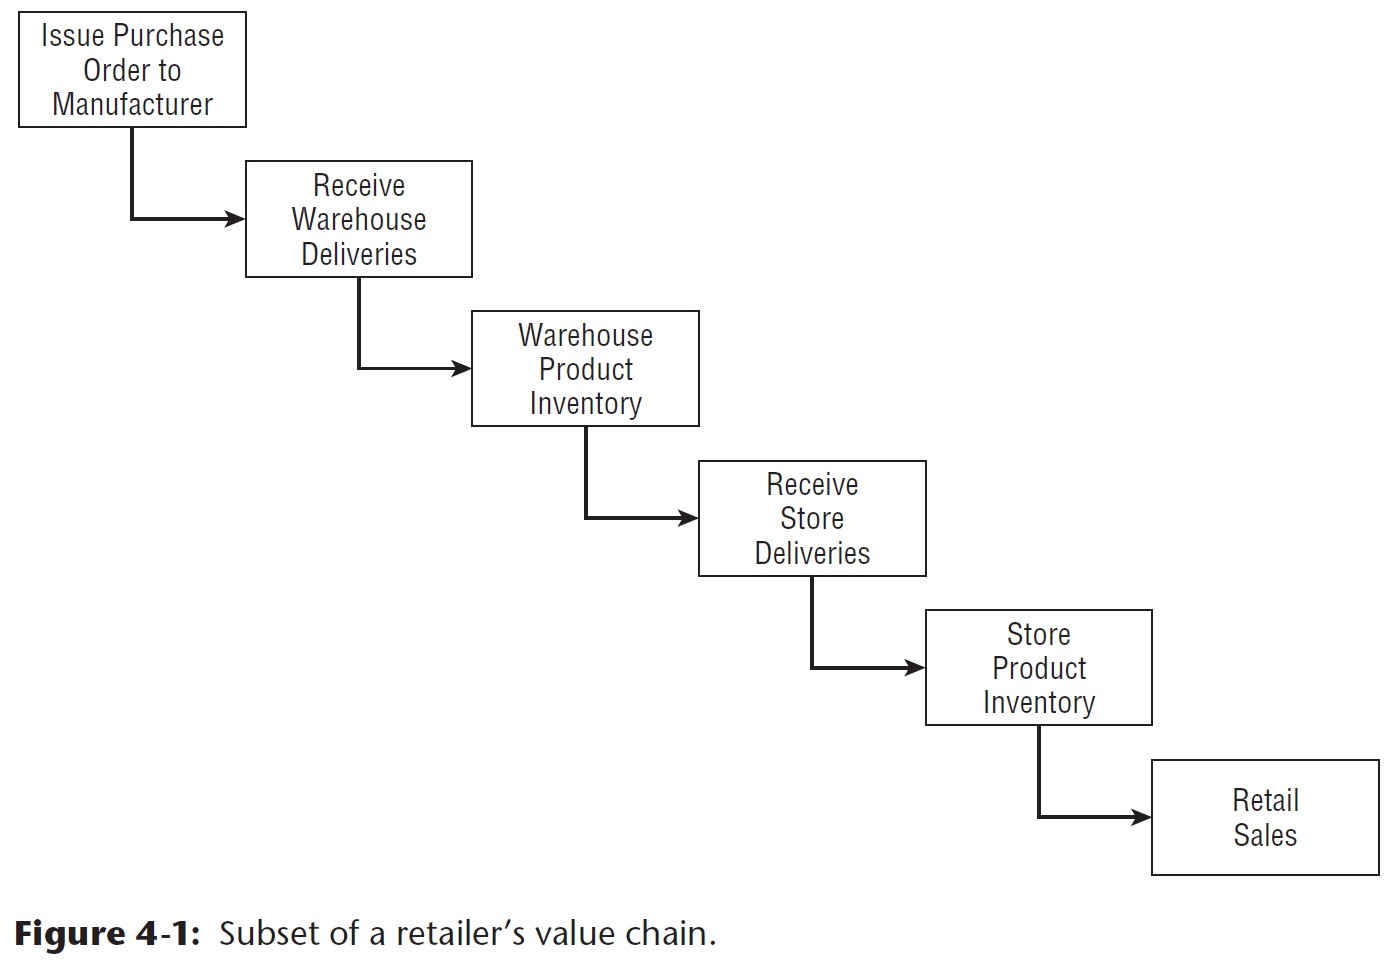 Issue Purchase
Order to
Manufacturer
Receive
Warehouse
Deliveries
Warehouse
Product
Inventory
Receive
Store
Deliveries
Store
Product
Inventory
Retail
Sales
Figure 4-1: Subset of a retailer’s value chain.